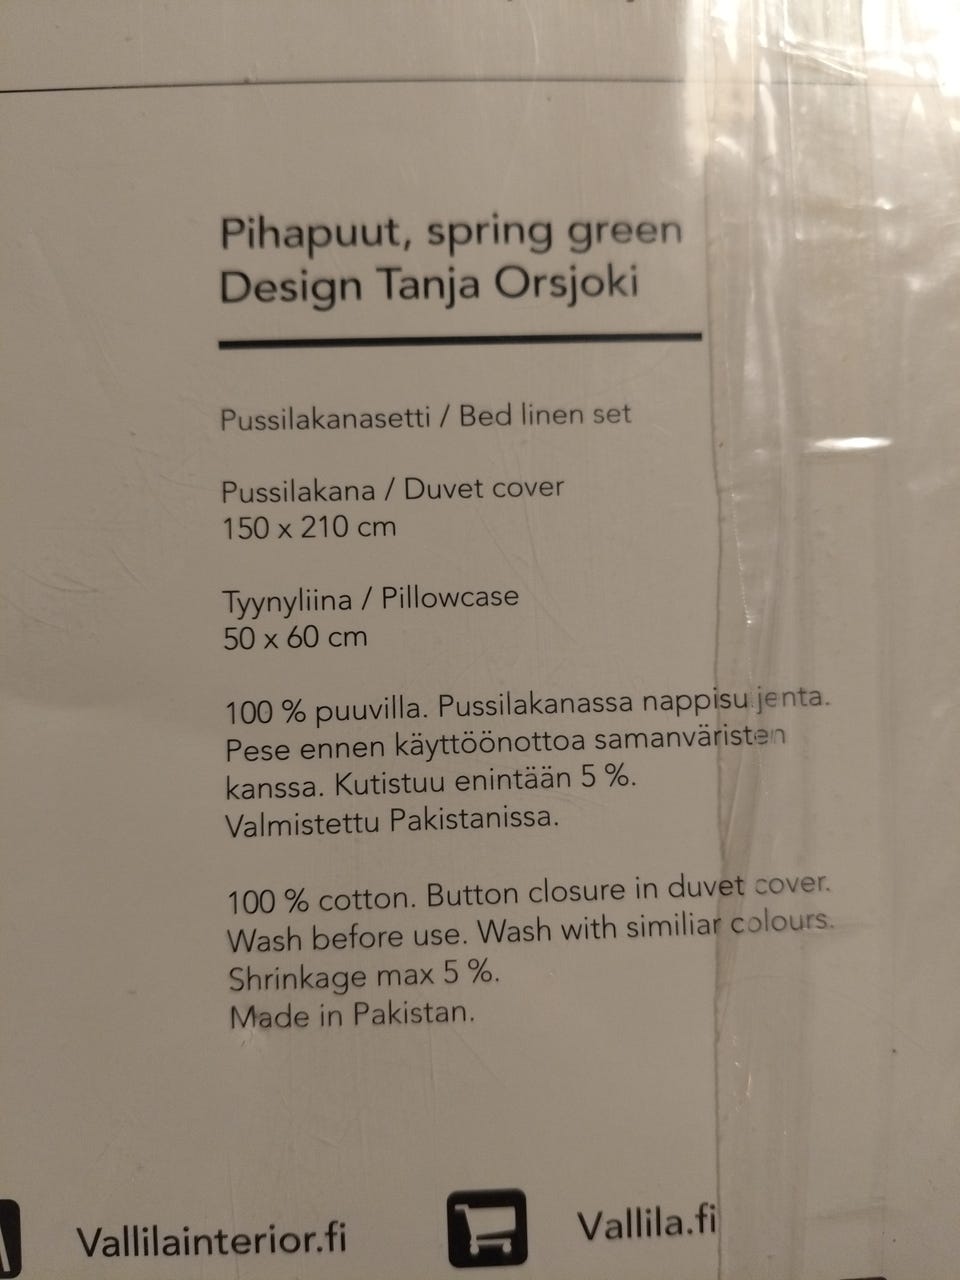 Pihapuut, spring green
Design Tanja Orsjoki
Pussilakanasetti / Bed linen set
Pussilakana / Duvet cover
150 x 210 cm
Tyynyliina / Pillowcase
50 x 60 cm
100 % puuvilla. Pussilakanassa nappisuljenta.
Pese ennen käyttöönottoa samanväristen
kanssa. Kutistuu enintään 5 %.
Valmistettu Pakistanissa.
100 % cotton. Button closure in duvet cover.
Wash before use. Wash with similiar colours.
Shrinkage max 5 %.
Made in Pakistan.
Vallilainterior.fi
Vallila.fi